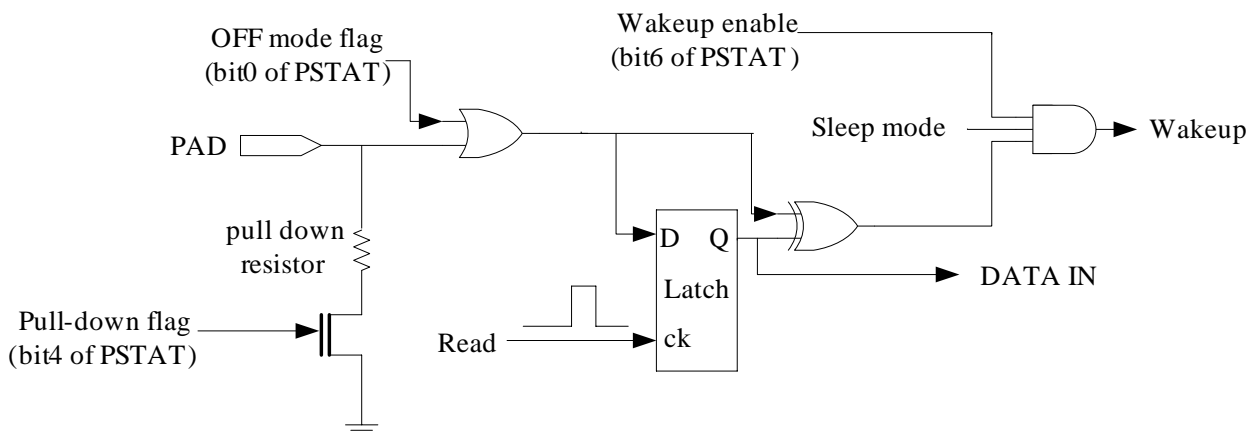 OFF mode flag
(bit0 of PSTAT)
Wakeup enable
(bit6 of PSTAT )
PAD
Sleep mode
Wakeup
pull down
resistor
D Q
Latch
ck
DATA IN
Pull-down flag
(bit4 of PSTAT)
Read